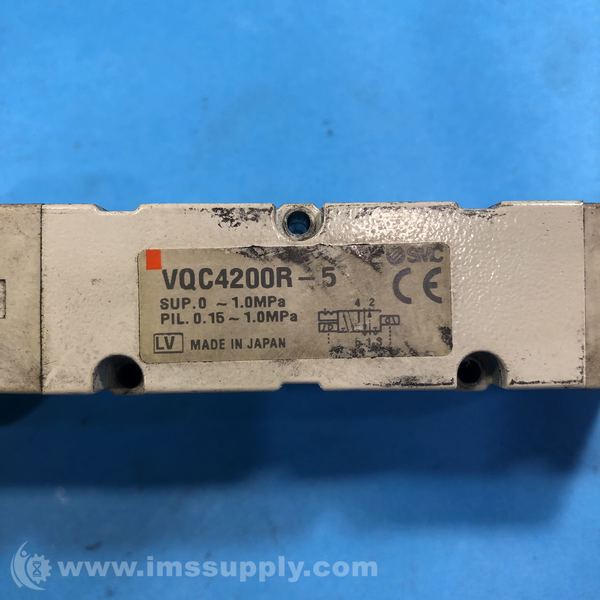 SMC
VQC4200R-5
SUP. 0 ~ 1.0MPa
PIL. 0.15 ~ 1.0MPa
CE
4 2
5 1 3
LV MADE IN JAPAN
www.imssupply.com